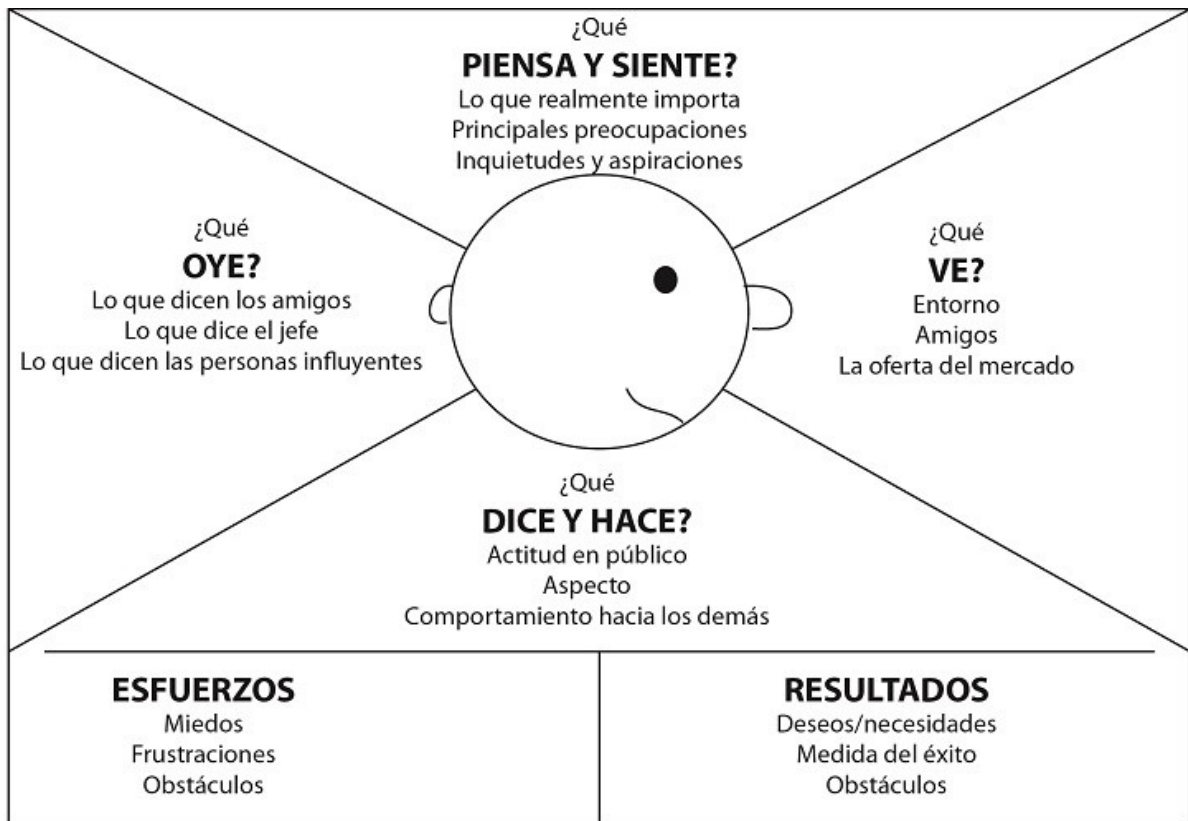 ¿Qué
PIENSA Y SIENTE?
Lo que realmente importa
Principales preocupaciones
Inquietudes y aspiraciones
¿Qué
OYE?
Lo que dicen los amigos
Lo que dice el jefe
Lo que dicen las personas influyentes
¿Qué
VE?
Entorno
Amigos
La oferta del mercado
¿Qué
DICE Y HACE?
Actitud en público
Aspecto
Comportamiento hacia los demás
ESFUERZOS
Miedos
Frustraciones
Obstáculos
RESULTADOS
Deseos/necesidades
Medida del éxito
Obstáculos